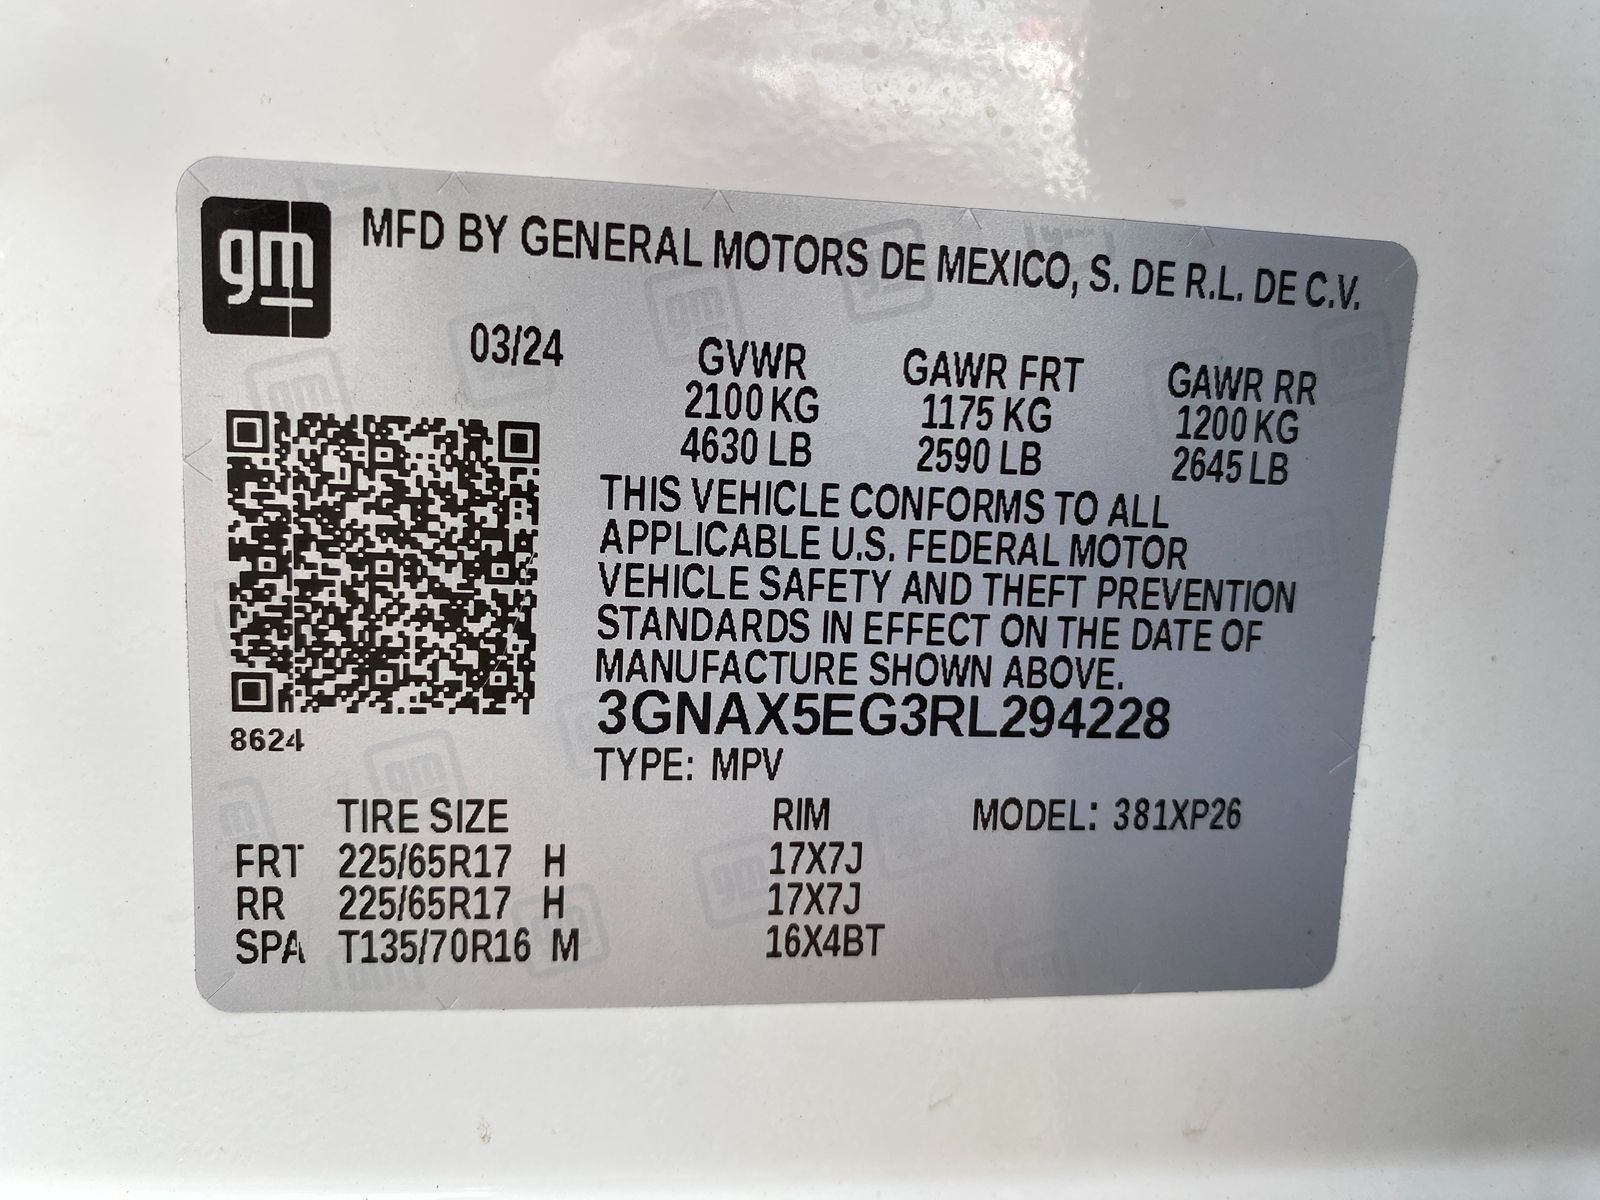 gm MFD BY GENERAL MOTORS DE MEXICO, S. DE R.L. DE C.V.
03/24 GVWR GAWR FRT GAWR RR
2100 KG 1175 KG 1200 KG
4630 LB 2590 LB 2645 LB
THIS VEHICLE CONFORMS TO ALL
APPLICABLE U.S. FEDERAL MOTOR
VEHICLE SAFETY AND THEFT PREVENTION
STANDARDS IN EFFECT ON THE DATE OF
MANUFACTURE SHOWN ABOVE.
3GNAX5EG3RL294228
8624
TYPE: MPV
TIRE SIZE RIM MODEL: 381XP26
FRT 225/65R17 H 17X7J
RR 225/65R17 H 17X7J
SPA T135/70R16 M 16X4BT